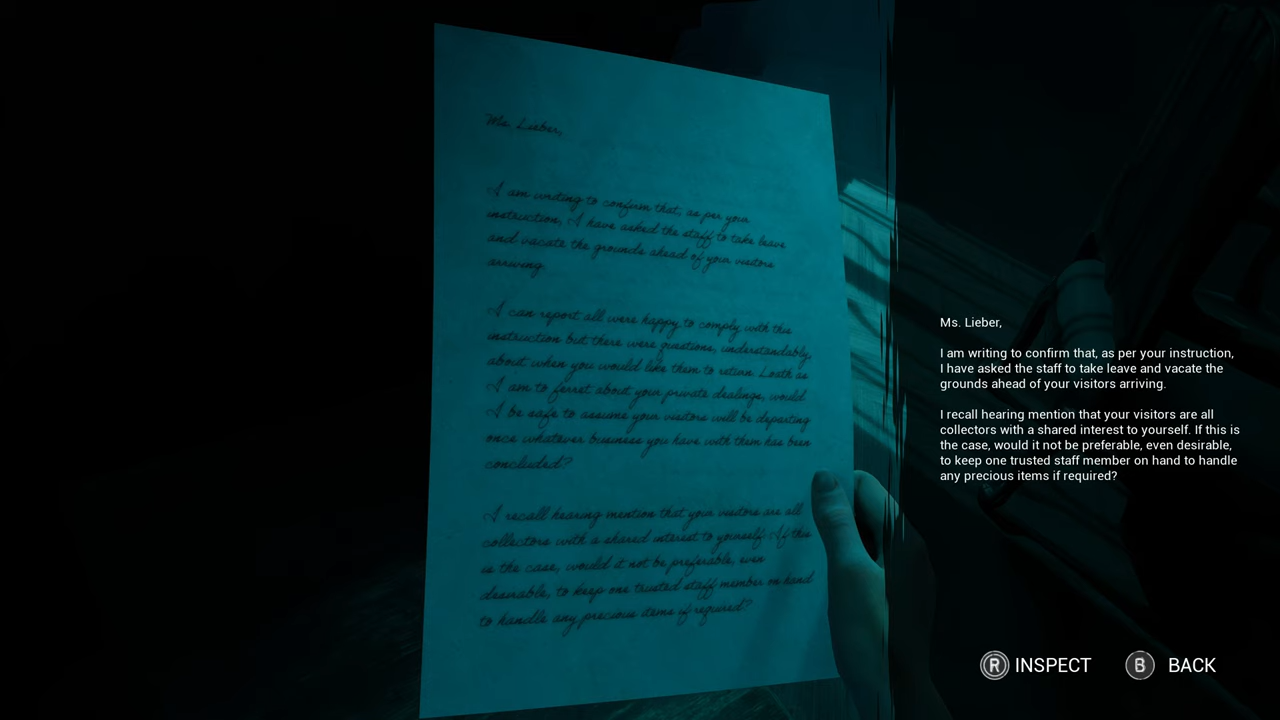 Ms. Lieber,
I am writing to confirm that, as per your
instruction, I have asked the staff to take leave
and vacate the grounds ahead of your visitors
arriving.
I can report all were happy to comply with this
instruction but there were questions, understandably,
about when you would like them to return. Loath as
I am to ferret about your private dealings, would
I be safe to assume your visitors will be departing
once whatever business you have with them has been
concluded?
I recall hearing mention that your visitors are all
collectors with a shared interest to yourself. If this
is the case, would it not be preferable, even
desirable, to keep one trusted staff member on hand
to handle any precious items if required?
Ms. Lieber,
I am writing to confirm that, as per your instruction,
I have asked the staff to take leave and vacate the
grounds ahead of your visitors arriving.
I recall hearing mention that your visitors are all
collectors with a shared interest to yourself. If this is
the case, would it not be preferable, even desirable,
to keep one trusted staff member on hand to handle
any precious items if required?
R INSPECT B BACK